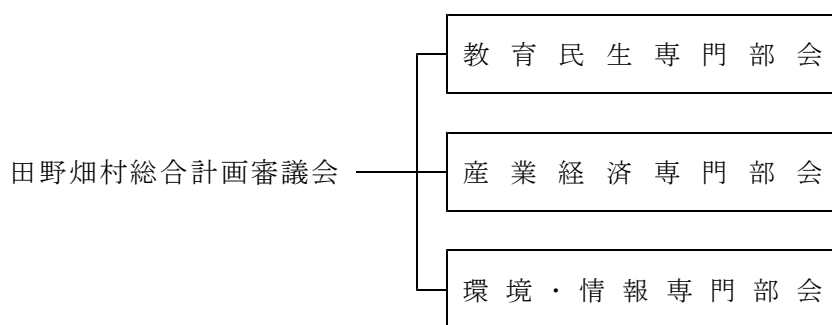 教育民生専門部会
田野畑村総合計画審議会
産業経済専門部会
環境・情報専門部会